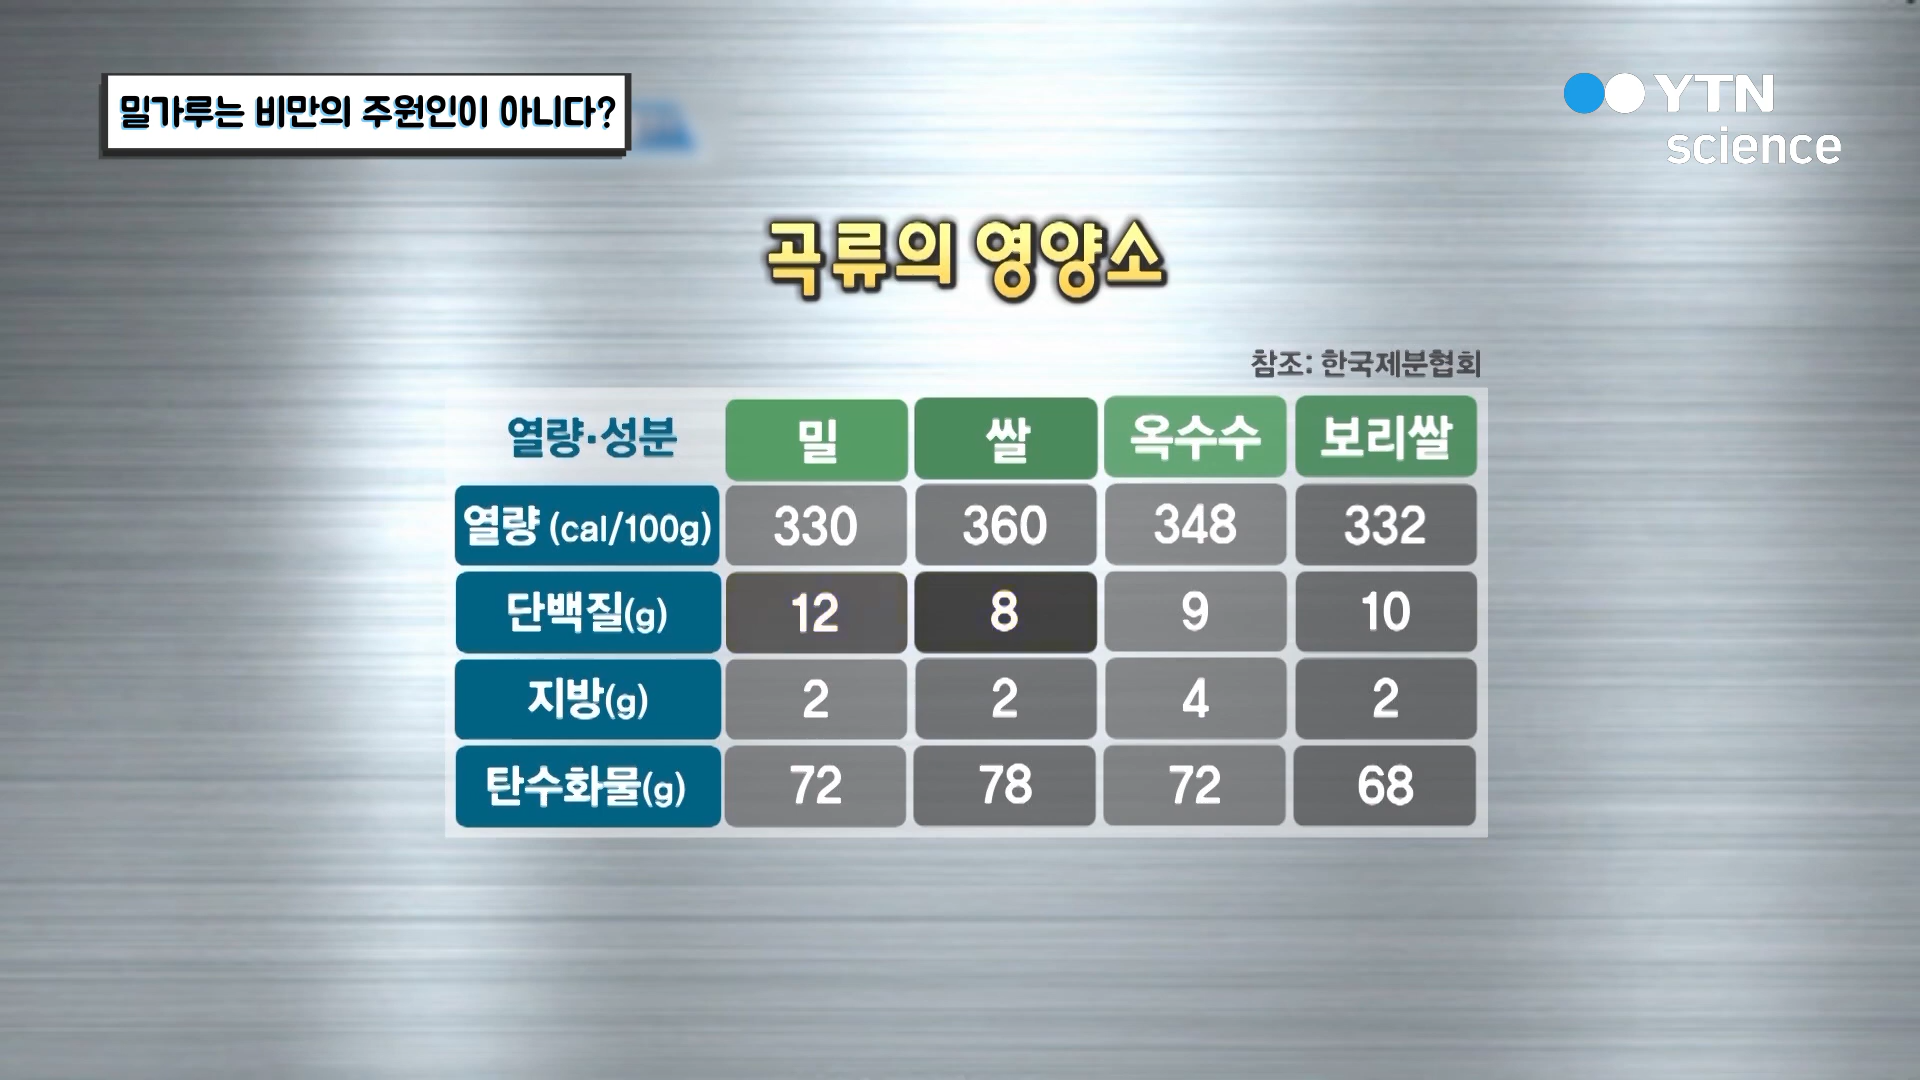 밀가루는 비만의 주원인이 아니다?
YTN
science
곡류의 영양소
참조: 한국제분협회
열량·성분 밀 쌀 옥수수 보리쌀
열량 (cal/100g) 330 360 348 332
단백질(g) 12 8 9 10
지방(g) 2 2 4 2
탄수화물(g) 72 78 72 68